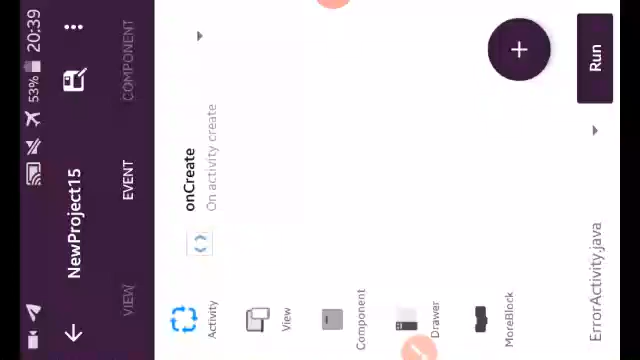 53% 20:39
NewProject15
VIEW EVENT COMPONENT
Activity
onCreate
On activity create
View
Component
Drawer
MoreBlock
ErrorActivity.java
Run